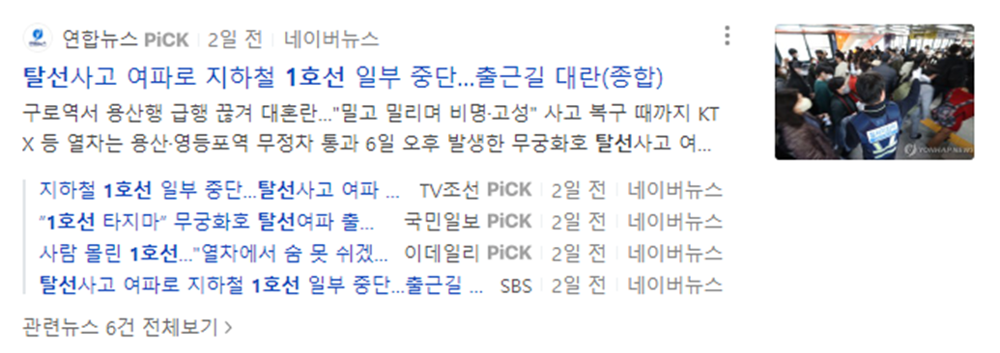 연합뉴스 PiCK 2일 전 네이버뉴스
탈선사고 여파로 지하철 1호선 일부 중단...출근길 대란(종합)
구로역서 용산행 급행 끊겨 대혼란..."밀고 밀리며 비명·고성" 사고 복구 때까지 KT
X 등 열차는 용산·영등포역 무정차 통과 6일 오후 발생한 무궁화호 탈선사고 여...
지하철 1호선 일부 중단...탈선사고 여파 ... TV조선 PiCK 2일 전 네이버뉴스
"1호선 타지마" 무궁화호 탈선여파 출... 국민일보 PiCK 2일 전 네이버뉴스
사람 몰린 1호선..."열차에서 숨 못 쉬겠... 이데일리 PiCK 2일 전 네이버뉴스
탈선사고 여파로 지하철 1호선 일부 중단...출근길 ... SBS 2일 전 네이버뉴스
관련뉴스 6건 전체보기 >
YONHAP NEWS